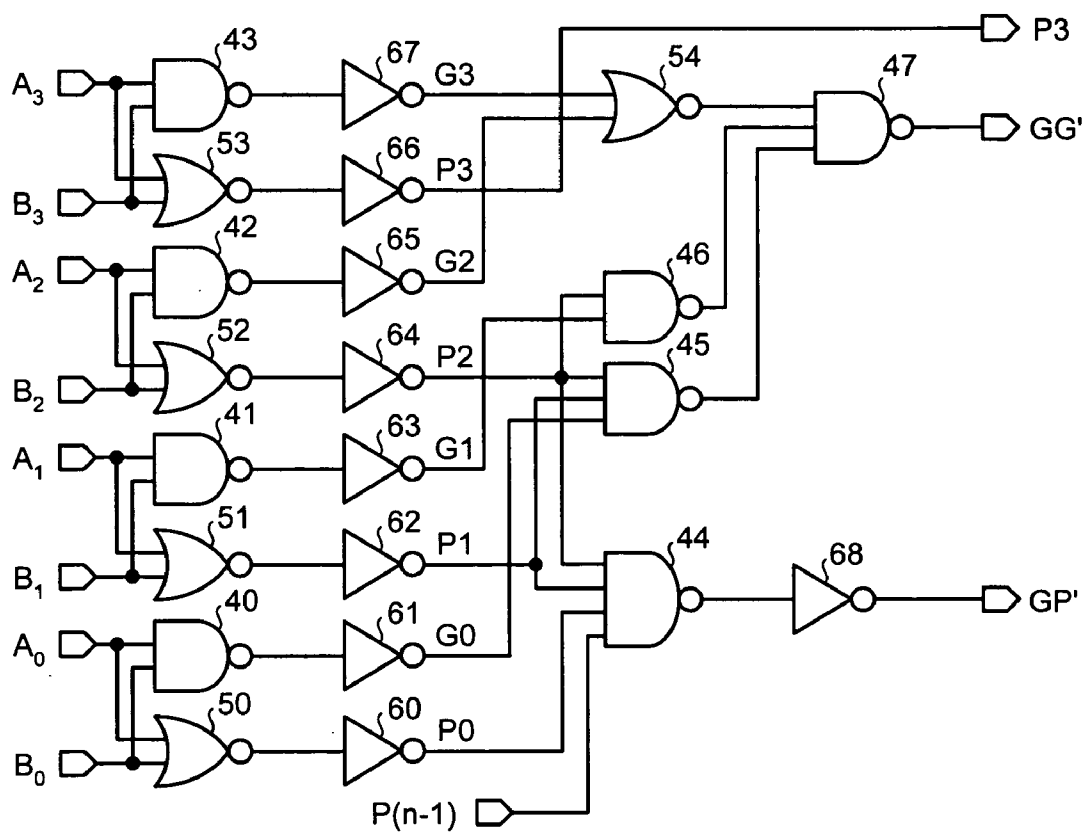 43 67 54 47 P3
A3 G3
GG'
53 66
P3
B3
42 65
A2 G2 46
52 64
P2 45
B2
41 63
A1 G1
51 62
P1 44 68
B1
40 61 GP'
A0 G0
50 60
P0
B0
P(n-1)